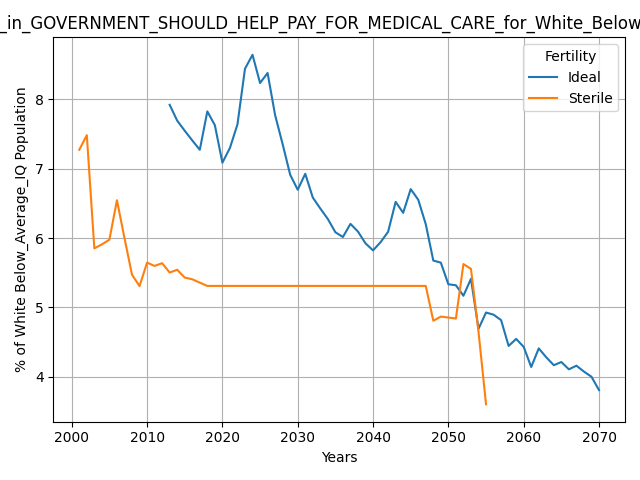 _in_GOVERNMENT_SHOULD_HELP_PAY_FOR_MEDICAL_CARE_for_White_Below
Fertility
Ideal
Sterile
% of White Below_Average_IQ Population
8
7
6
5
4
2000 2010 2020 2030 2040 2050 2060 2070
Years